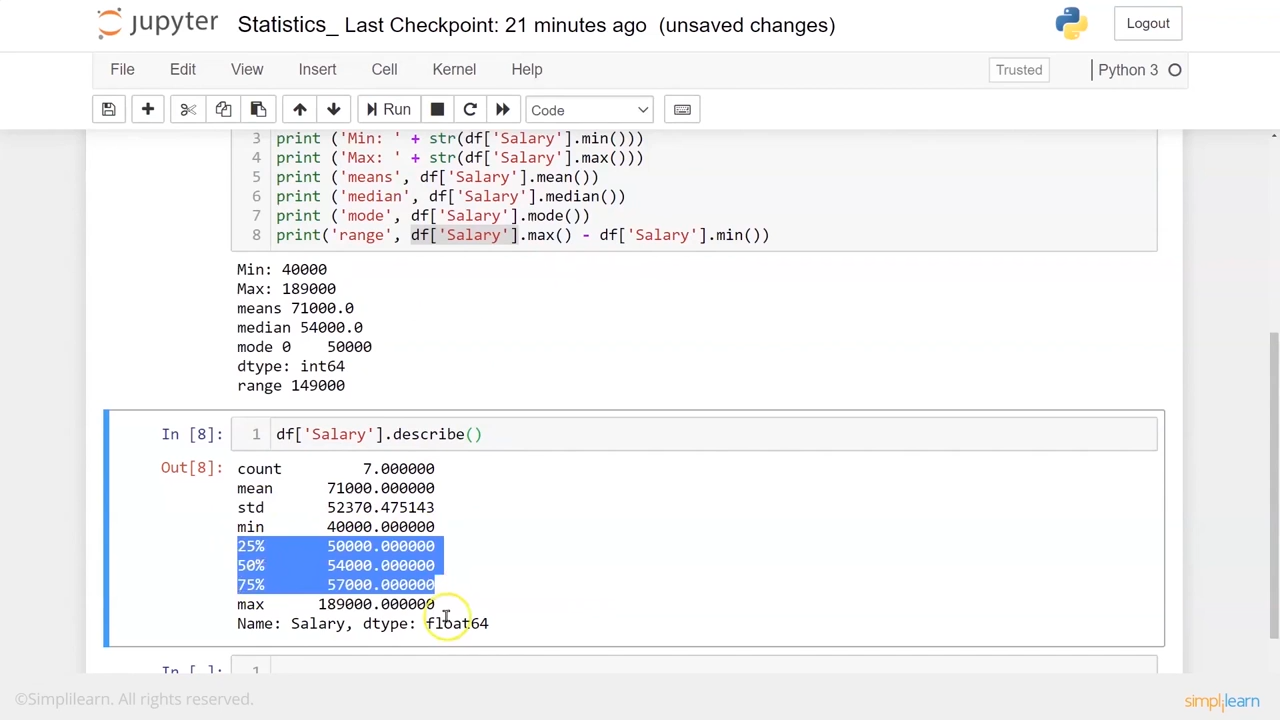 jupyter Statistics_ Last Checkpoint: 21 minutes ago (unsaved changes) Logout
File Edit View Insert Cell Kernel Help Trusted Python 3
Run Code
3 print ('Min: ' + str(df['Salary'].min()))
4 print ('Max: ' + str(df['Salary'].max()))
5 print ('means', df['Salary'].mean())
6 print ('median', df['Salary'].median())
7 print ('mode', df['Salary'].mode())
8 print('range', df['Salary'].max() - df['Salary'].min())
Min: 40000
Max: 189000
means 71000.0
median 54000.0
mode 0    50000
dtype: int64
range 149000
In [8]: 1 df['Salary'].describe()
Out[8]: count 7.000000
mean 71000.000000
std 52370.475143
min 40000.000000
25% 50000.000000
50% 54000.000000
75% 57000.000000
max 189000.000000
Name: Salary, dtype: float64
In [ ]: 1
©Simplilearn. All rights reserved. simplilearn